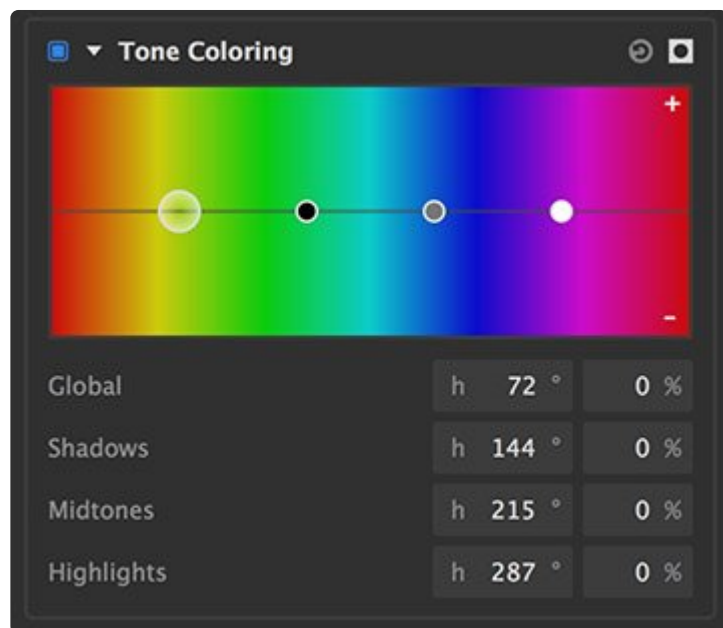 Tone Coloring
+
–
Global h 72 ° 0 %
Shadows h 144 ° 0 %
Midtones h 215 ° 0 %
Highlights h 287 ° 0 %